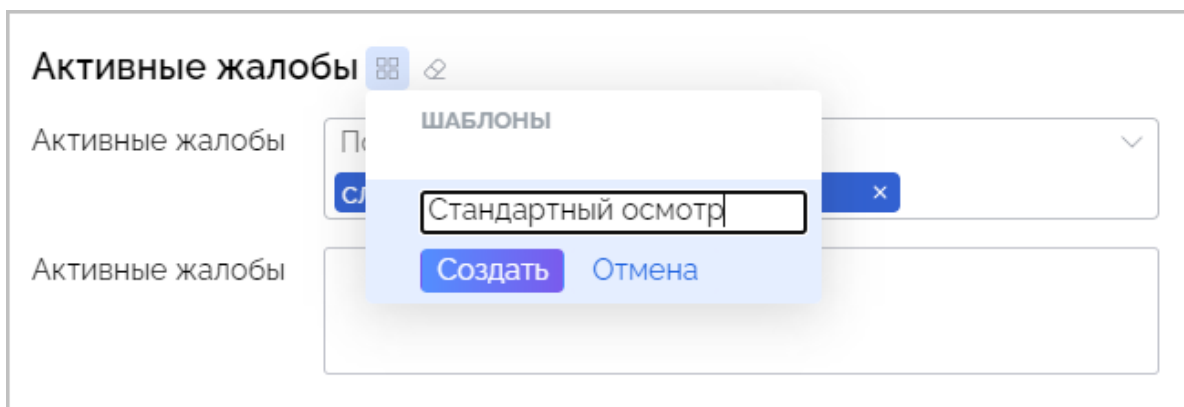 Активные жалобы
ШАБЛОНЫ
Активные жалобы
Стандартный осмотр
Создать Отмена
Активные жалобы